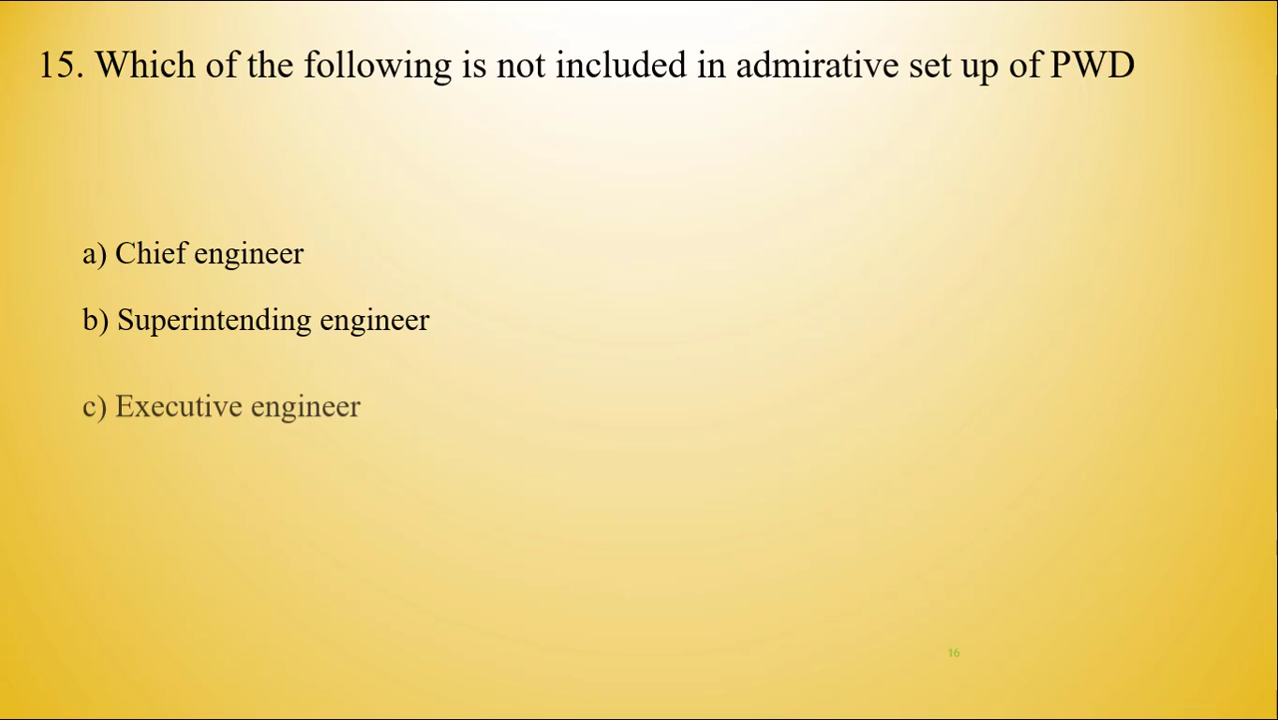 15. Which of the following is not included in admirative set up of PWD
a) Chief engineer
b) Superintending engineer
c) Executive engineer
16